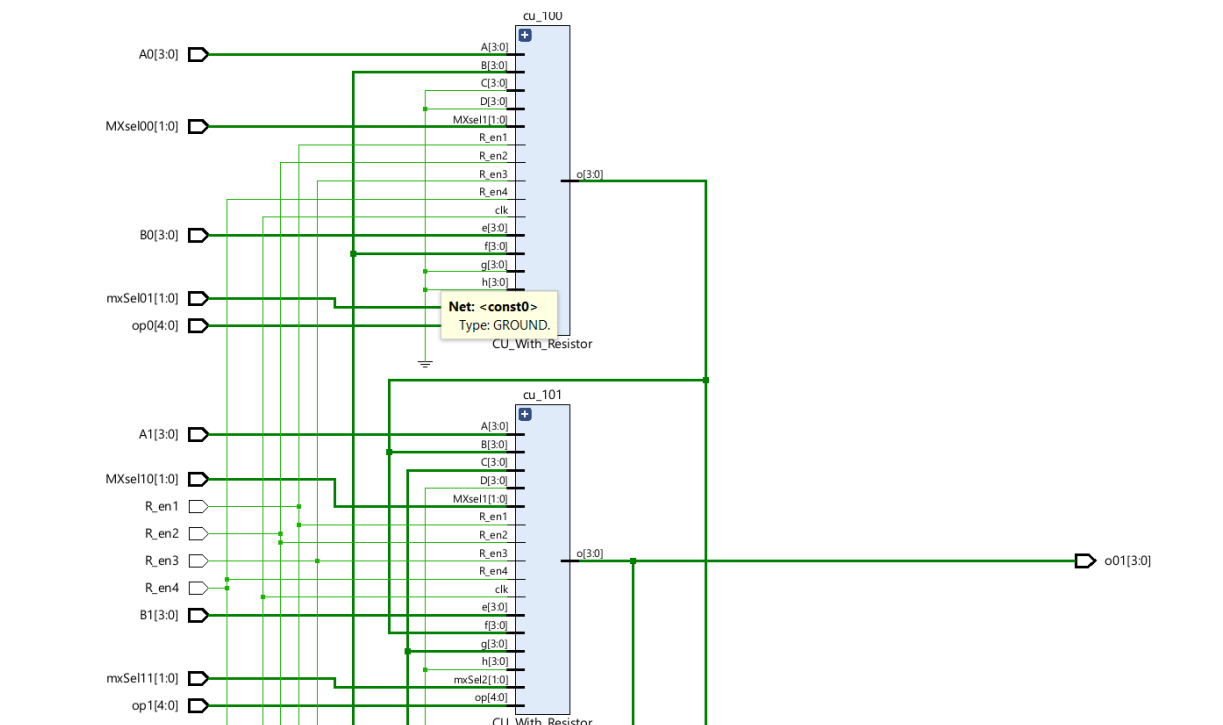 cu_100
A0[3:0]
A[3:0]
B[3:0]
C[3:0]
D[3:0]
MXsel00[1:0]
MXsel1[1:0]
R_en1
R_en2
R_en3
o[3:0]
R_en4
clk
B0[3:0]
e[3:0]
f[3:0]
g[3:0]
h[3:0]
mxSel01[1:0]
Net: <const0>
op0[4:0]
Type: GROUND.
CU_With_Resistor
cu_101
A1[3:0]
A[3:0]
B[3:0]
C[3:0]
MXsel10[1:0]
D[3:0]
MXsel1[1:0]
R_en1
R_en1
R_en2
R_en2
R_en3
R_en3
o[3:0]
o01[3:0]
R_en4
R_en4
clk
B1[3:0]
e[3:0]
f[3:0]
g[3:0]
h[3:0]
mxSel11[1:0]
mxSel2[1:0]
op1[4:0]
op[4:0]
CU_With_Resistor